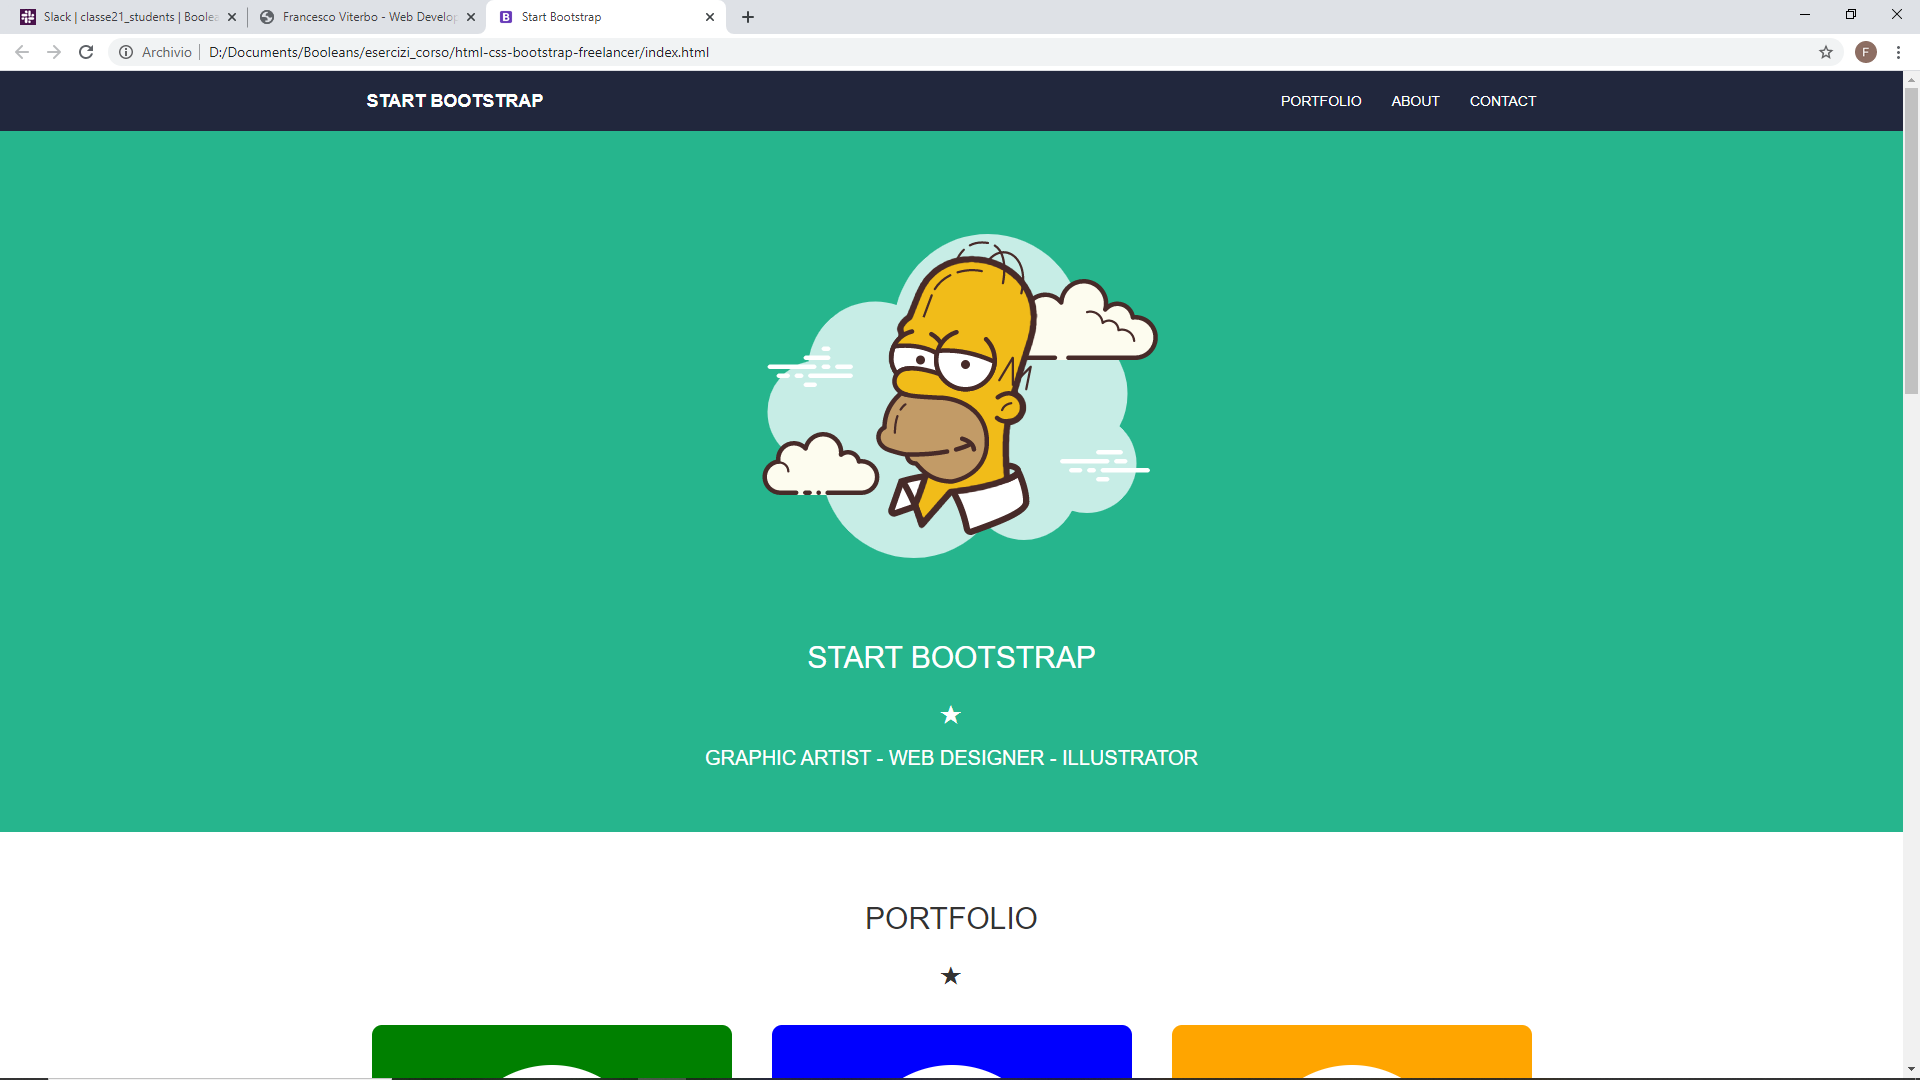 Slack | classe21_students | Boolea
Francesco Viterbo - Web Develop
Start Bootstrap
Archivio
D:/Documents/Booleans/esercizi_corso/html-css-bootstrap-freelancer/index.html
F
START BOOTSTRAP
PORTFOLIO
ABOUT
CONTACT
START BOOTSTRAP
GRAPHIC ARTIST - WEB DESIGNER - ILLUSTRATOR
PORTFOLIO